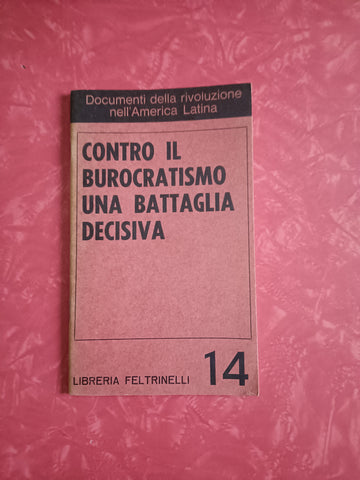 Documenti della rivoluzione
nell'America Latina
CONTRO IL
BUROCRATISMO
UNA BATTAGLIA
DECISIVA
LIBRERIA FELTRINELLI 14